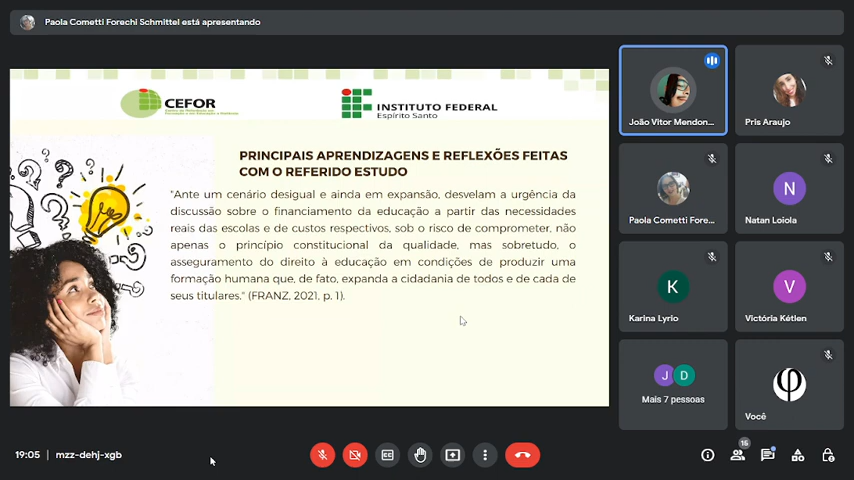 Paola Cometti Forechi Schmittel está apresentando
CEFOR
INSTITUTO FEDERAL
Espírito Santo
PRINCIPAIS APRENDIZAGENS E REFLEXÕES FEITAS
COM O REFERIDO ESTUDO
"Ante um cenário desigual e ainda em expansão, desvelam a urgência da
discussão sobre o financiamento da educação a partir das necessidades
reais das escolas e de custos respectivos, sob o risco de comprometer, não
apenas o princípio constitucional da qualidade, mas sobretudo, o
asseguramento do direito à educação em condições de produzir uma
formação humana que, de fato, expanda a cidadania de todos e de cada de
seus titulares." (FRANZ, 2021, p. 1).
João Vitor Mendon...
Pris Araujo
Paola Cometti Fore...
N
Natan Loiola
K
Karina Lyrio
V
Victória Kétlen
J D
Mais 7 pessoas
φ
Você
19:05 | mzz-dehj-xgb
CC
15